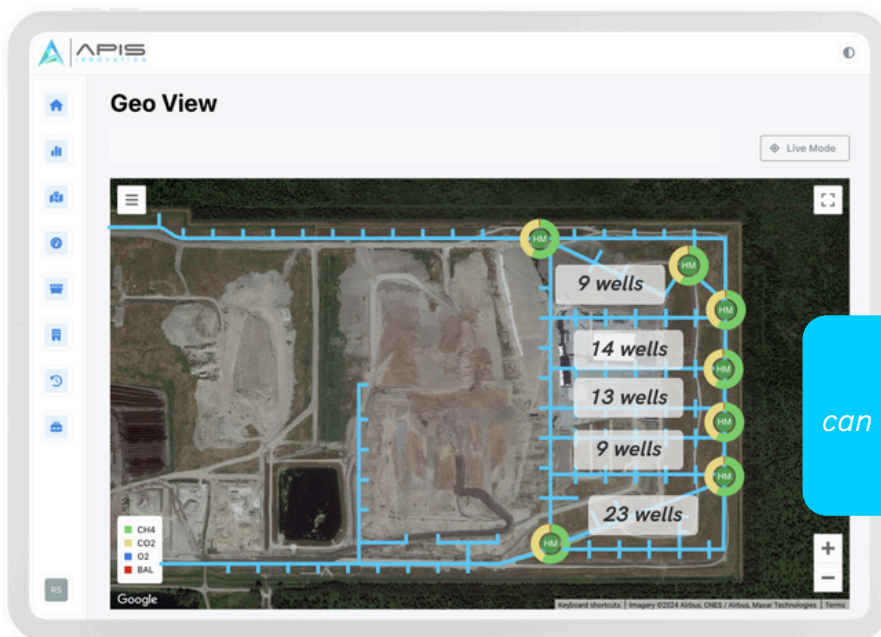 APIS
INNOVATION
Geo View
Live Mode
HM
HM
9 wells
HM
14 wells
HM
13 wells
HM
can
9 wells
HM
23 wells
HM
CH4
CO2
O2
BAL
+
−
RS
Google
Keyboard shortcuts
Imagery ©2024 Airbus, CNES / Airbus, Maxar Technologies
Terms